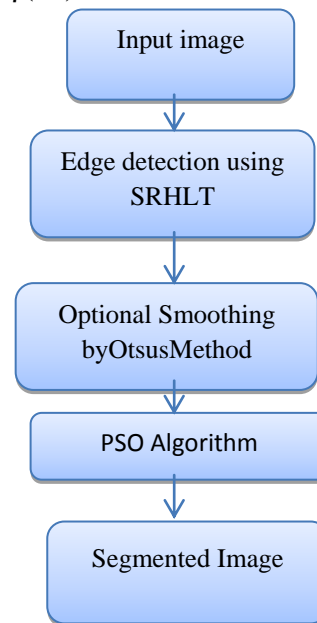 Input image
Edge detection using
SRHLT
Optional Smoothing
byOtsusMethod
PSO Algorithm
Segmented Image